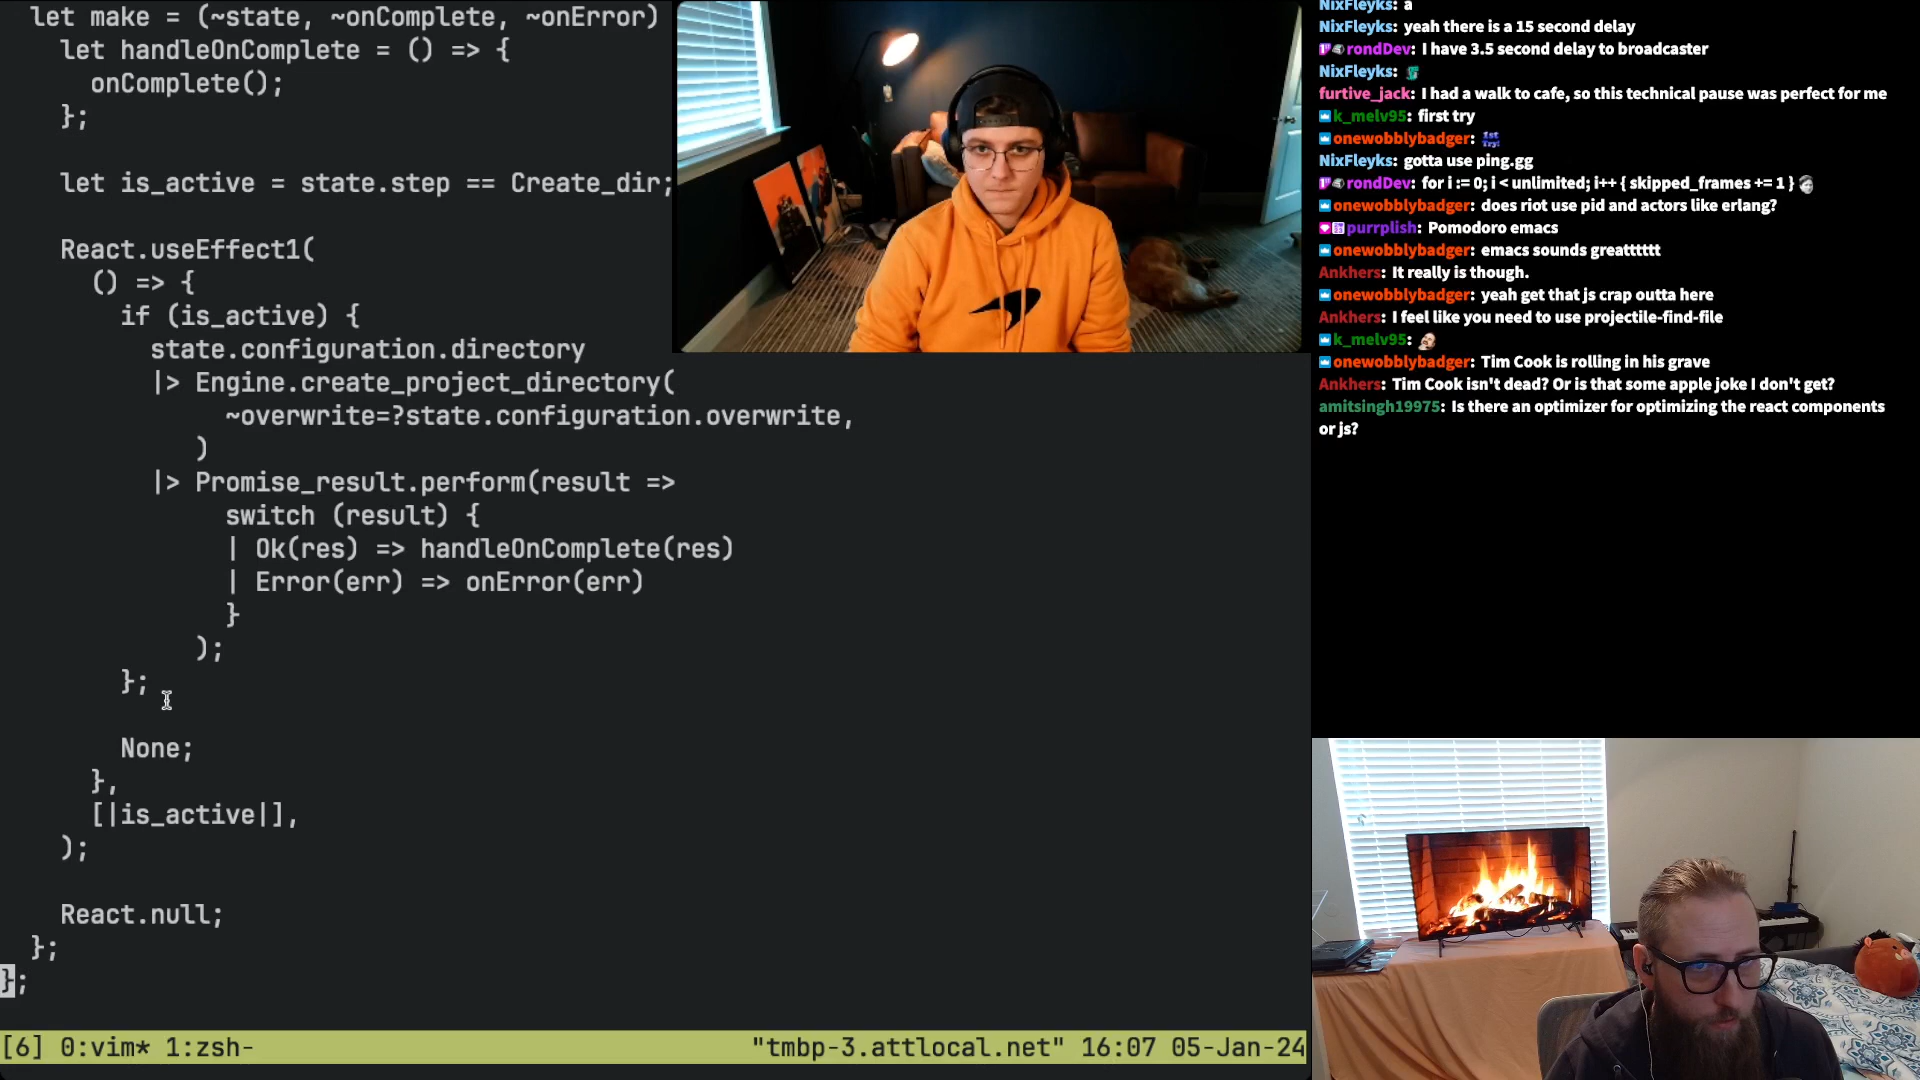 let make = (~state, ~onComplete, ~onError)
let handleOnComplete = () => {
onComplete();
};
let is_active = state.step == Create_dir;
React.useEffect1(
() => {
if (is_active) {
state.configuration.directory
|> Engine.create_project_directory(
~overwrite=?state.configuration.overwrite,
)
|> Promise_result.perform(result =>
switch (result) {
| Ok(res) => handleOnComplete(res)
| Error(err) => onError(err)
}
);
};
None;
},
[|is_active|],
);
React.null;
};
};
[6] 0:vim* 1:zsh- "tmbp-3.attlocal.net" 16:07 05-Jan-24
NixFleyks: a
NixFleyks: yeah there is a 15 second delay
rondDev: I have 3.5 second delay to broadcaster
NixFleyks:
furtive_jack: I had a walk to cafe, so this technical pause was perfect for me
k_melv95: first try
onewobblybadger: 1st Try!
NixFleyks: gotta use ping.gg
rondDev: for i := 0; i < unlimited; i++ { skipped_frames += 1 }
onewobblybadger: does riot use pid and actors like erlang?
purrplish: Pomodoro emacs
onewobblybadger: emacs sounds greatttttt
Ankhers: It really is though.
onewobblybadger: yeah get that js crap outta here
Ankhers: I feel like you need to use projectile-find-file
k_melv95:
onewobblybadger: Tim Cook is rolling in his grave
Ankhers: Tim Cook isn't dead? Or is that some apple joke I don't get?
amitsingh19975: Is there an optimizer for optimizing the react components
or js?